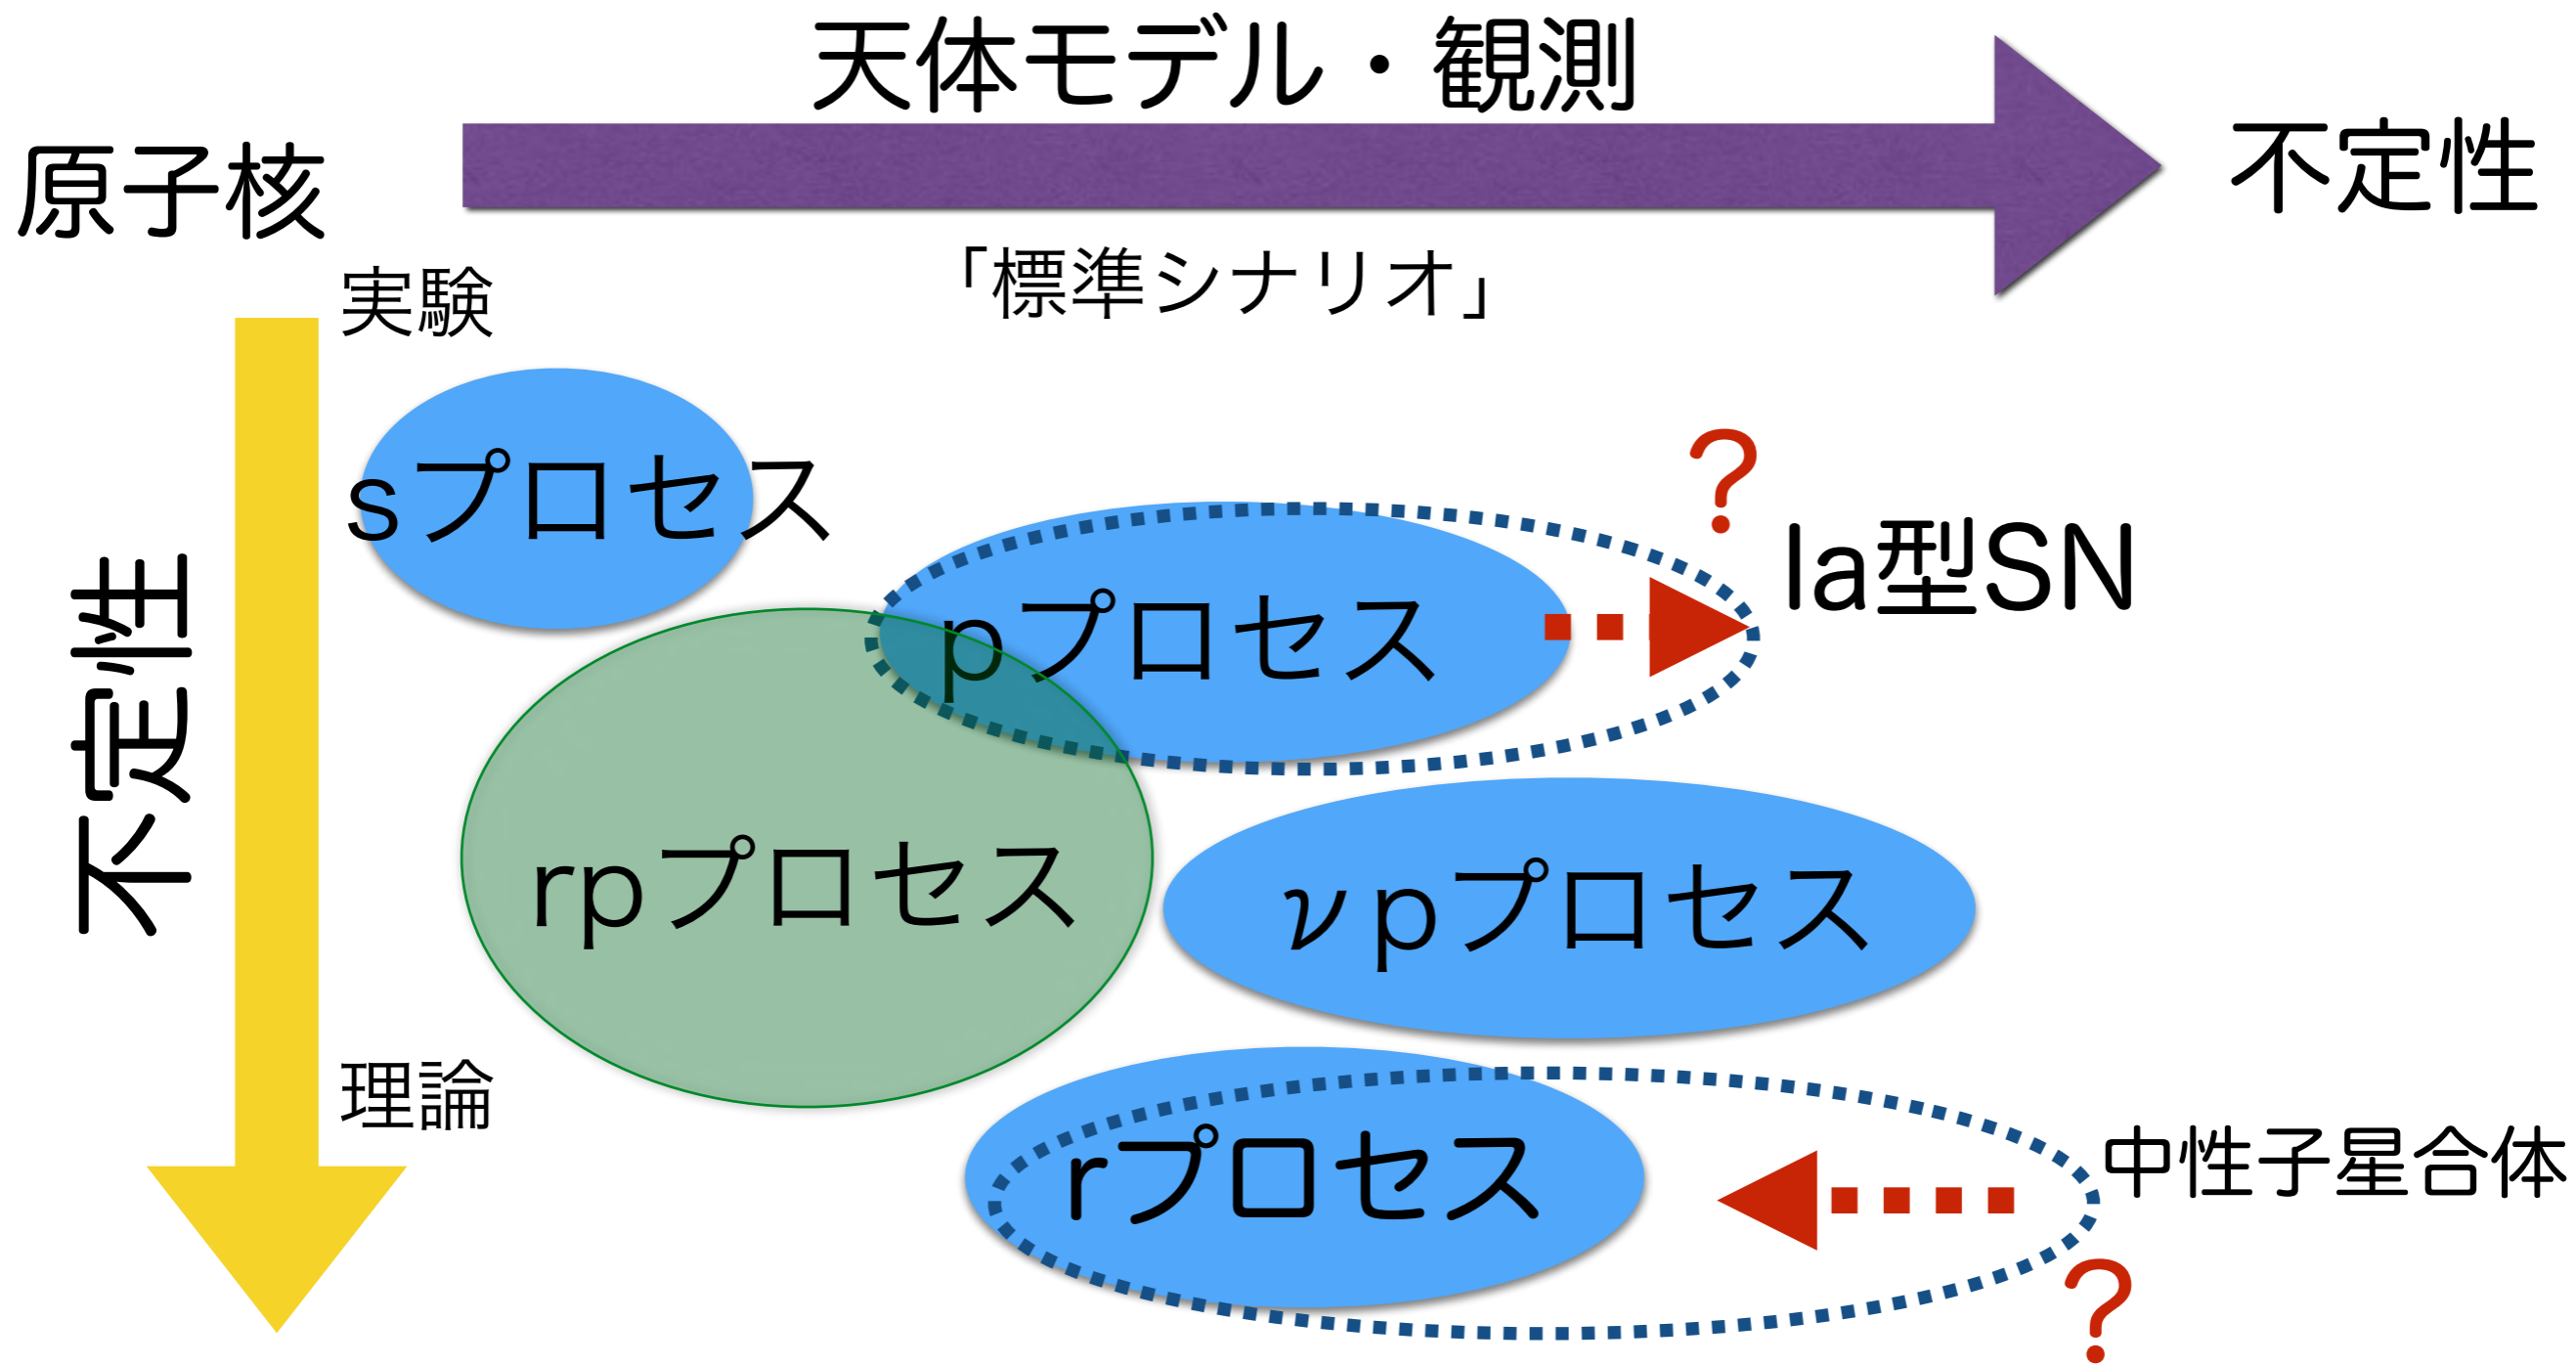 天体モデル・観測
原子核
不定性
「標準シナリオ」
実験
sプロセス
?
Ia型SN
pプロセス
不定性
rpプロセス
νpプロセス
理論
rプロセス
中性子星合体
?